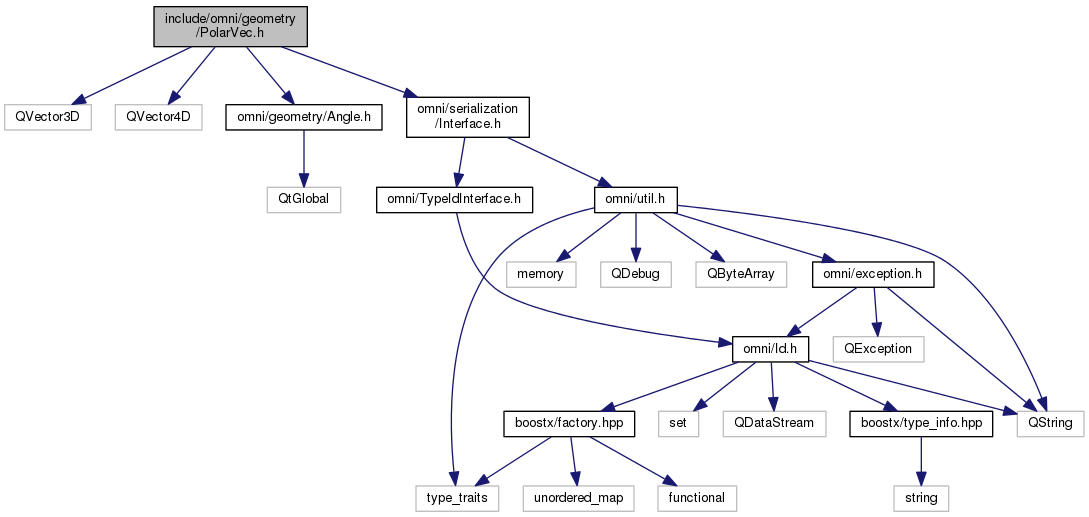 include/omni/geometry
/PolarVec.h
QVector3D
QVector4D
omni/geometry/Angle.h
omni/serialization
/Interface.h
QtGlobal
omni/TypeIdInterface.h
omni/util.h
memory
QDebug
QByteArray
omni/exception.h
omni/Id.h
QException
boostx/factory.hpp
set
QDataStream
boostx/type_info.hpp
QString
type_traits
unordered_map
functional
string